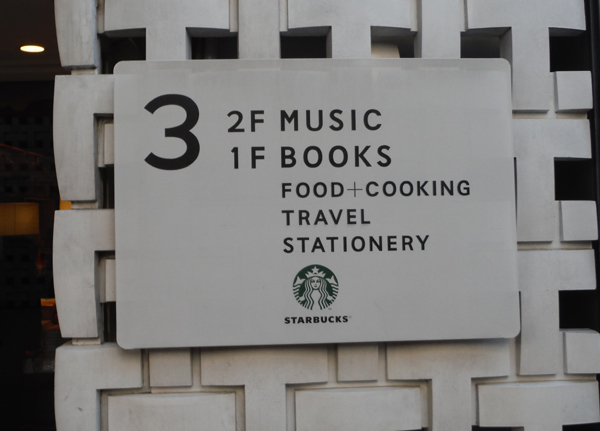 3
2F MUSIC
1F BOOKS
FOOD+COOKING
TRAVEL
STATIONERY
STARBUCKS